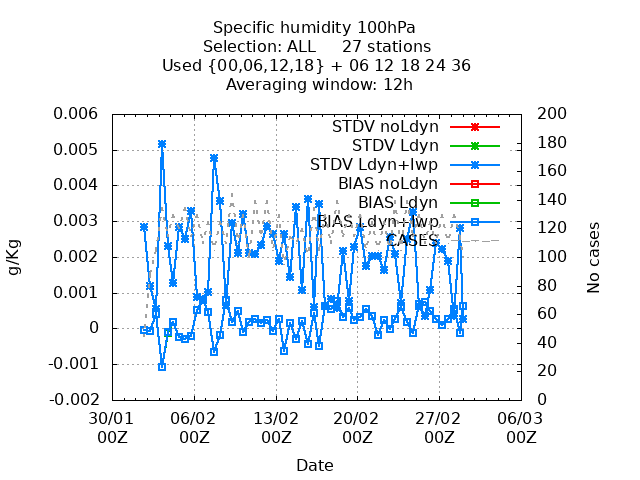 Specific humidity 100hPa
Selection: ALL     27 stations
Used {00,06,12,18} + 06 12 18 24 36
Averaging window: 12h
STDV noLdyn
STDV Ldyn
STDV Ldyn+lwp
BIAS noLdyn
BIAS Ldyn
BIAS Ldyn+lwp
CASES
g/Kg
0.006
0.005
0.004
0.003
0.002
0.001
0
-0.001
-0.002
No cases
200
180
160
140
120
100
80
60
40
20
0
30/01 06/02 13/02 20/02 27/02 06/03
00Z 00Z 00Z 00Z 00Z 00Z
Date